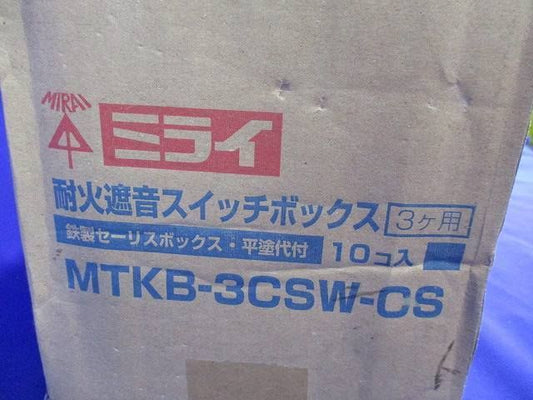 MIRAI
ミライ
耐火遮音スイッチボックス 3ヶ用
鉄製セーリスボックス・平塗代付 10コ入
MTKB-3CSW-CS